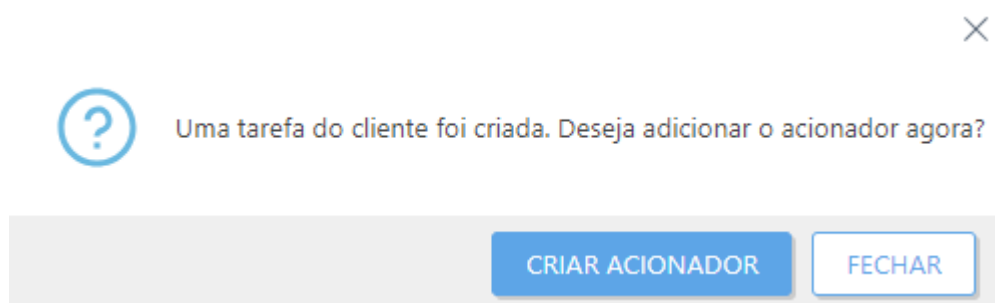 Uma tarefa do cliente foi criada. Deseja adicionar o acionador agora?
CRIAR ACIONADOR
FECHAR